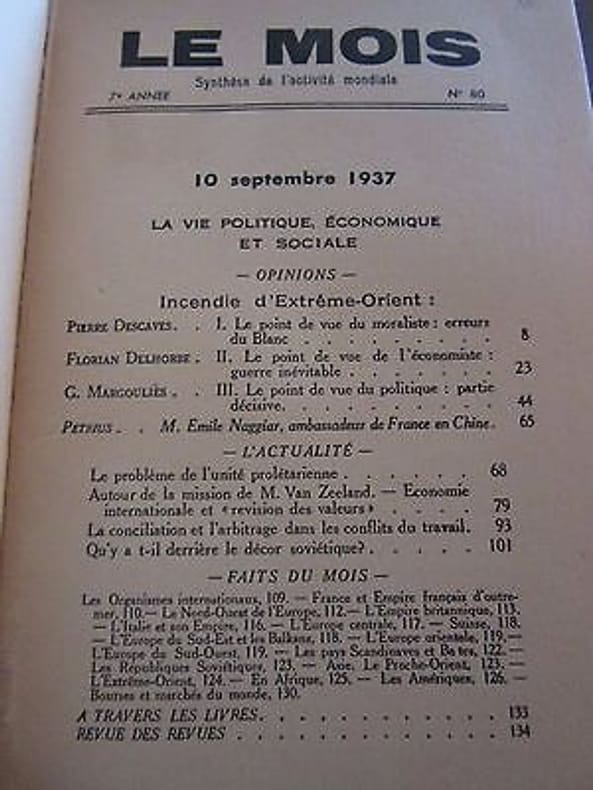 LE MOIS
Synthèse de l'activité mondiale
7e ANNÉE N° 80
10 septembre 1937
LA VIE POLITIQUE, ÉCONOMIQUE
ET SOCIALE
— OPINIONS —
Incendie d'Extrême-Orient :
PIERRE DESCAVES. . I. Le point de vue du moraliste : erreurs
du Blanc . . . . . . . . . 8
FLORIAN DELHORBE . II. Le point de vue de l'économiste :
guerre inévitable . . . . . . . 23
G. MARGOULIÈS . . III. Le point de vue du politique : partie
décisive. . . . . . . . . . 44
PETRIUS . . M. Emile Naggiar, ambassadeur de France en Chine. 65
— L'ACTUALITÉ —
Le problème de l'unité prolétarienne . . . . . . 68
Autour de la mission de M. Van Zeeland. — Economie
internationale et « revision des valeurs » . . . . 79
La conciliation et l'arbitrage dans les conflits du travail. 93
Qu'y a t-il derrière le décor soviétique? . . . . . 101
— FAITS DU MOIS —
Les Organismes internationaux, 109. — France et Empire français d'outre-
mer, 110. — Le Nord-Ouest de l'Europe, 112. — L'Empire britannique, 113.
— L'Italie et son Empire, 116. — L'Europe centrale, 117. — Suisse, 118.
— L'Europe du Sud-Est et les Balkans, 118. — L'Europe orientale, 119. —
L'Europe du Sud-Ouest, 119. — Les pays Scandinaves et Baltes, 122. —
Les Républiques Soviétiques, 123. — Asie. Le Proche-Orient, 123. —
L'Extrême-Orient, 124. — En Afrique, 125. — Les Amériques, 126. —
Bourses et marchés du monde, 130.
A TRAVERS LES LIVRES. . . . . . . . . . . . 133
REVUE DES REVUES . . . . . . . . . . . . . 134